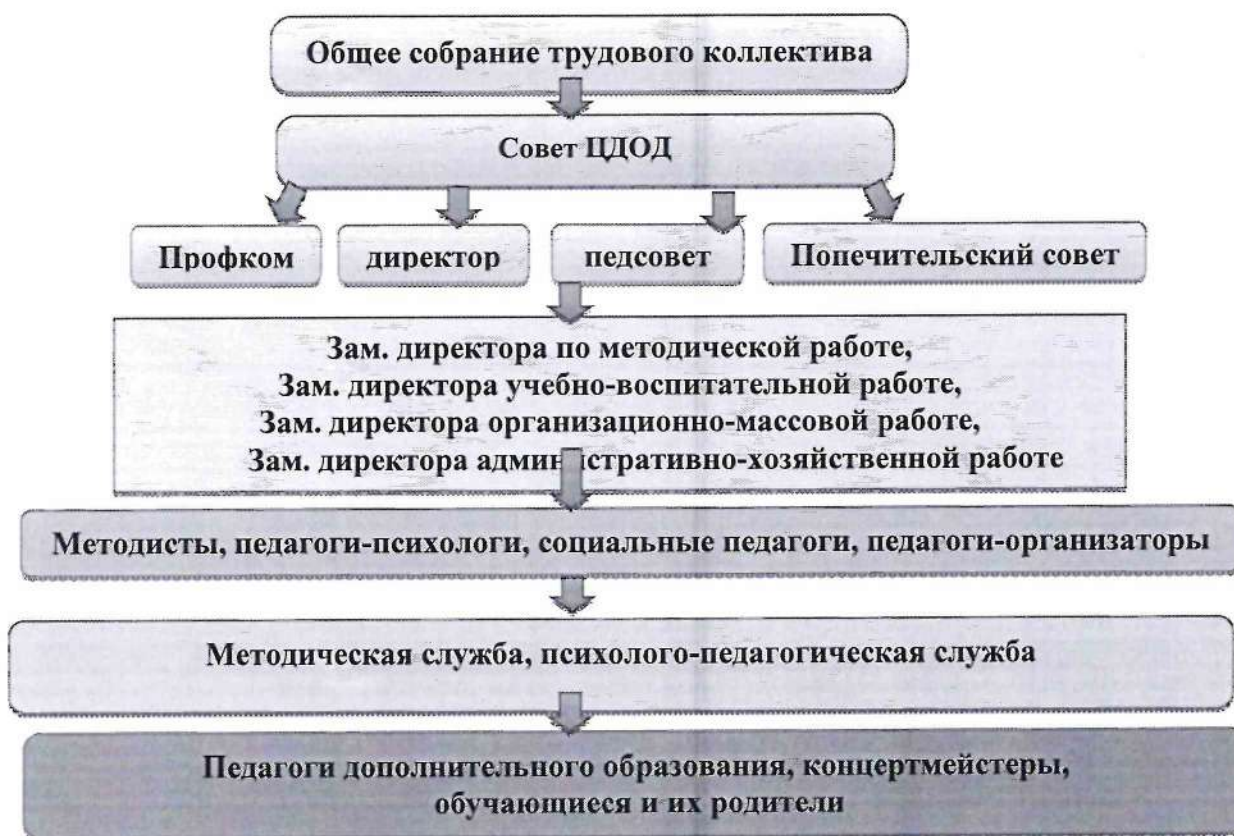 Общее собрание трудового коллектива
Совет ЦДОД
Профком
директор
педсовет
Попечительский совет
Зам. директора по методической работе,
Зам. директора учебно-воспитательной работе,
Зам. директора организационно-массовой работе,
Зам. директора административно-хозяйственной работе
Методисты, педагоги-психологи, социальные педагоги, педагоги-организаторы
Методическая служба, психолого-педагогическая служба
Педагоги дополнительного образования, концертмейстеры,
обучающиеся и их родители